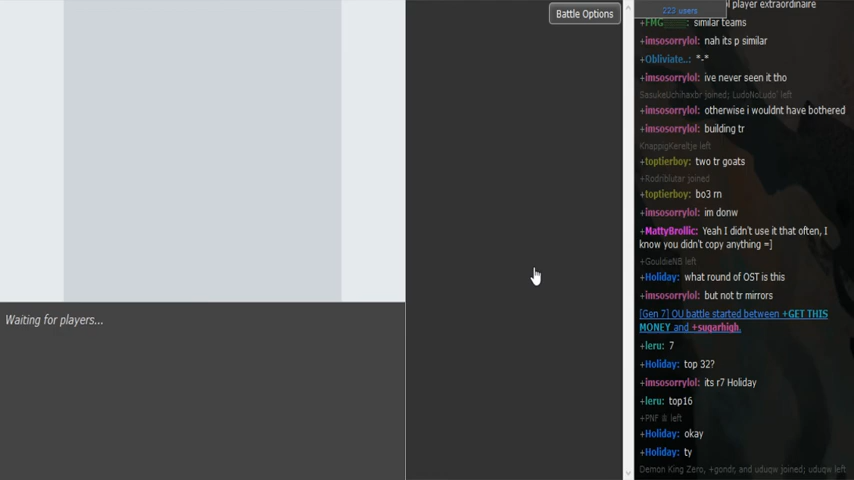 Battle Options
Waiting for players...
223 users
l player extraordinaire
+FMG similar teams
+imsosorrylol: nah its p similar
+Obliviate..: *-*
+imsosorrylol: ive never seen it tho
SasukeUchihaxbr joined; LudoNoLudo' left
+imsosorrylol: otherwise i wouldnt have bothered
+imsosorrylol: building tr
KnappigKereltje left
+toptierboy: two tr goats
+Rodriblutar joined
+toptierboy: bo3 rn
+imsosorrylol: im donw
+MattyBrollic: Yeah I didn't use it that often, I
know you didn't copy anything =]
+GouldieNB left
+Holiday: what round of OST is this
+imsosorrylol: but not tr mirrors
[Gen 7] OU battle started between +GET THIS
MONEY and +sugarhigh.
+leru: 7
+Holiday: top 32?
+imsosorrylol: its r7 Holiday
+leru: top16
+PNF left
+Holiday: okay
+Holiday: ty
Demon King Zero, +gondr, and uduqw joined; uduqw left